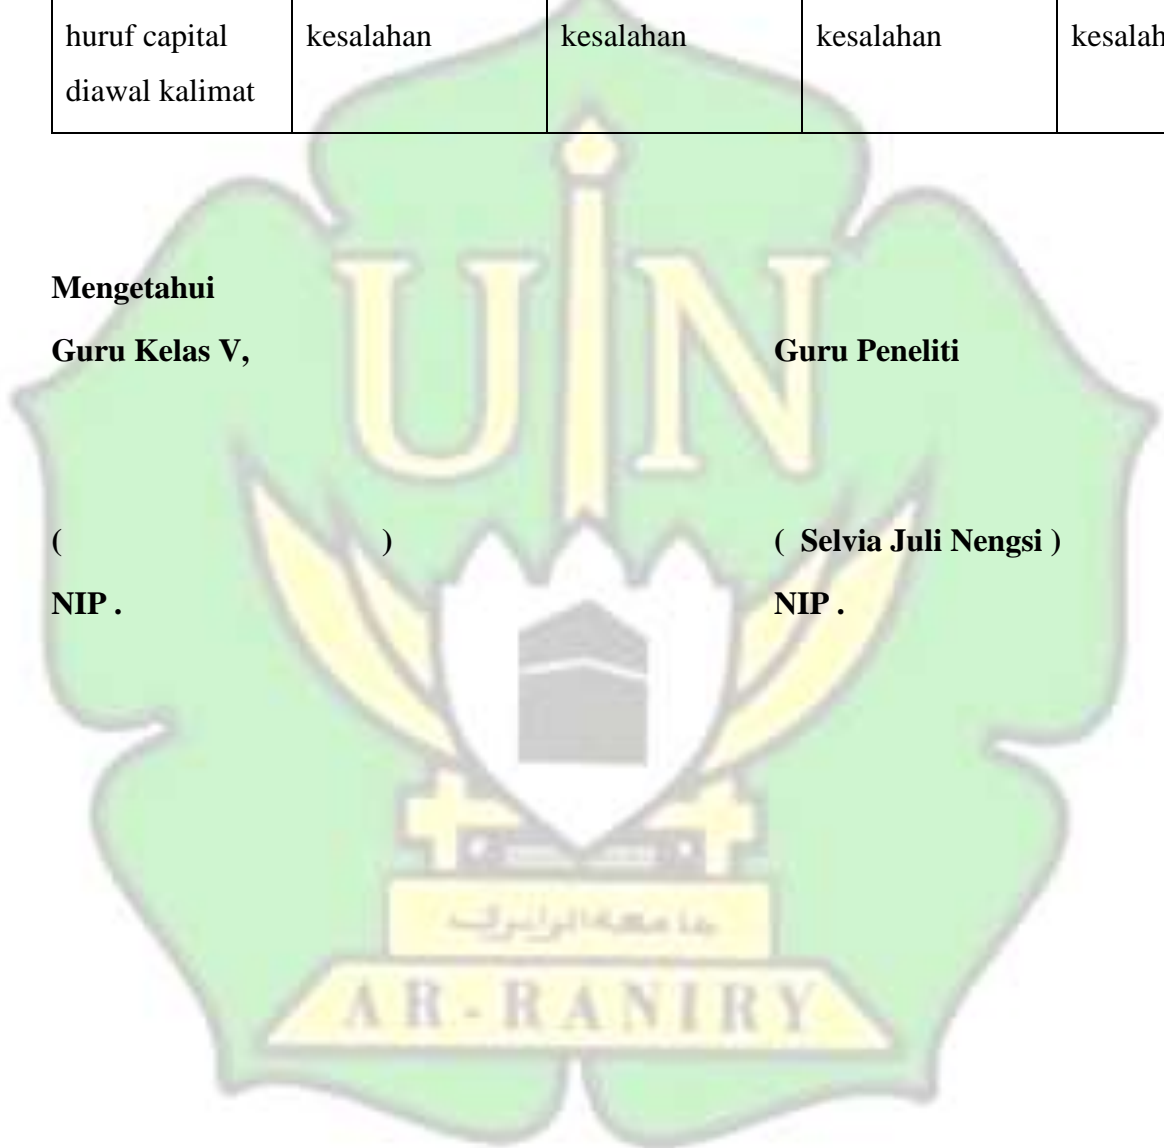 huruf capital kesalahan kesalahan kesalahan kesalah
diawal kalimat
Mengetahui
Guru Kelas V, Guru Peneliti
( ) ( Selvia Juli Nengsi )
NIP . NIP .
UIN
AR-RANIRY